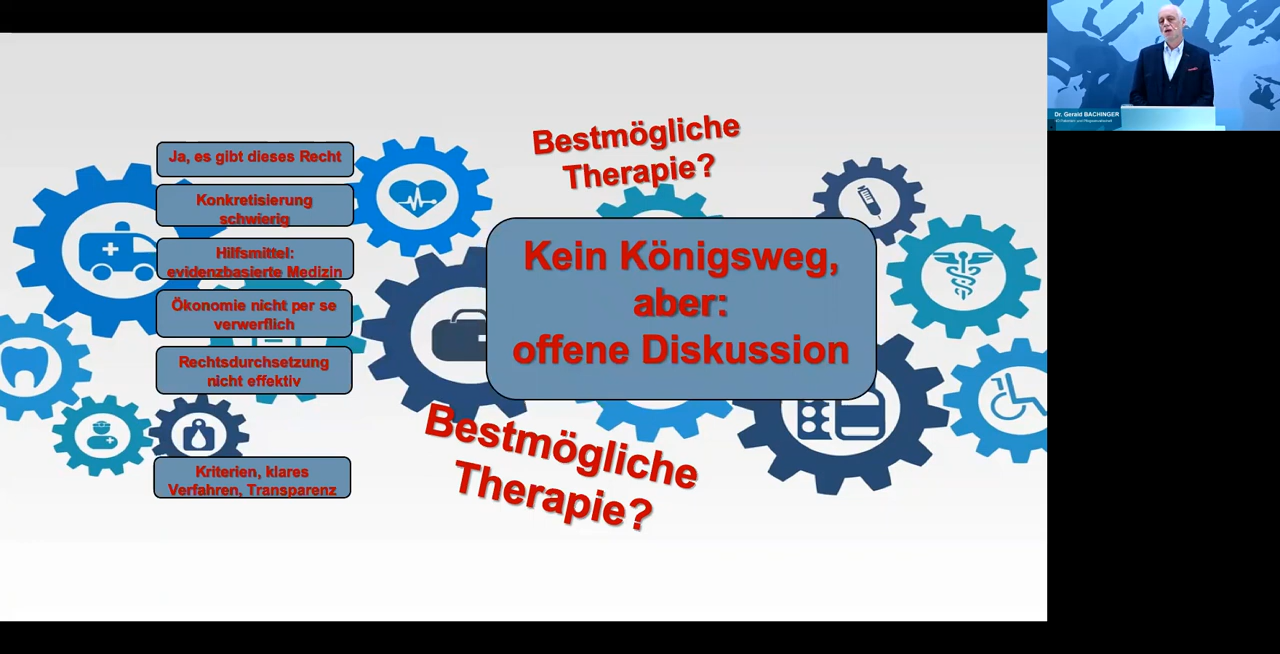 Ja, es gibt dieses Recht
Konkretisierung
schwierig
Hilfsmittel:
evidenzbasierte Medizin
Ökonomie nicht per se
verwerflich
Rechtsdurchsetzung
nicht effektiv
Kriterien, klares
Verfahren, Transparenz
Bestmögliche
Therapie?
Kein Königsweg,
aber:
offene Diskussion
Bestmögliche
Therapie?
Dr. Gerald BACHINGER